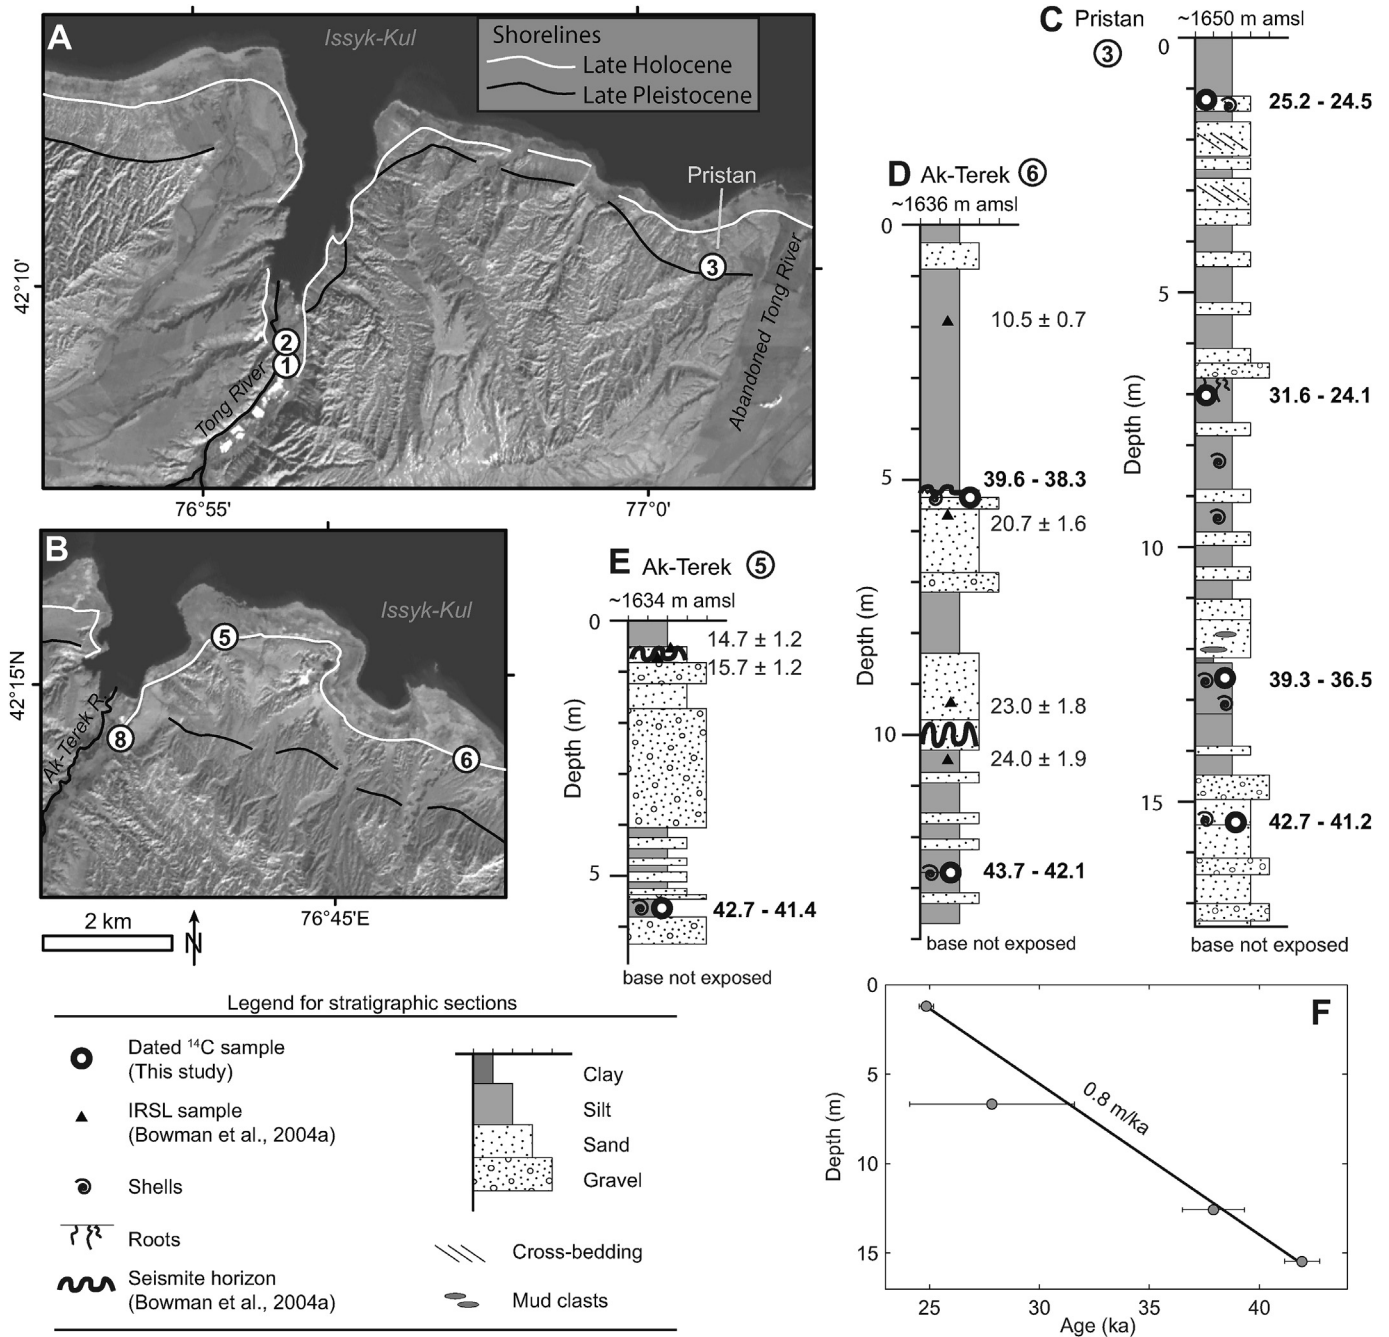 A
Issyk-Kul
Shorelines
Late Holocene
Late Pleistocene
Pristan
3
2
1
Tong River
Abandoned Tong River
42°10'
76°55'
77°0'
B
Issyk-Kul
5
8
6
Ak-Terek R.
42°15'N
76°45'E
2 km
N
C Pristan
3
~1650 m amsl
0
25.2 - 24.5
5
31.6 - 24.1
Depth (m)
10
39.3 - 36.5
15
42.7 - 41.2
base not exposed
D Ak-Terek 6
~1636 m amsl
0
10.5 ± 0.7
5
39.6 - 38.3
20.7 ± 1.6
Depth (m)
23.0 ± 1.8
10
24.0 ± 1.9
43.7 - 42.1
base not exposed
E Ak-Terek 5
~1634 m amsl
0
14.7 ± 1.2
15.7 ± 1.2
Depth (m)
5
42.7 - 41.4
base not exposed
Legend for stratigraphic sections
Dated ¹⁴C sample
(This study)
IRSL sample
(Bowman et al., 2004a)
Shells
Roots
Seismite horizon
(Bowman et al., 2004a)
Clay
Silt
Sand
Gravel
Cross-bedding
Mud clasts
F
0
5
10
15
Depth (m)
0.8 m/ka
25
30
35
40
Age (ka)